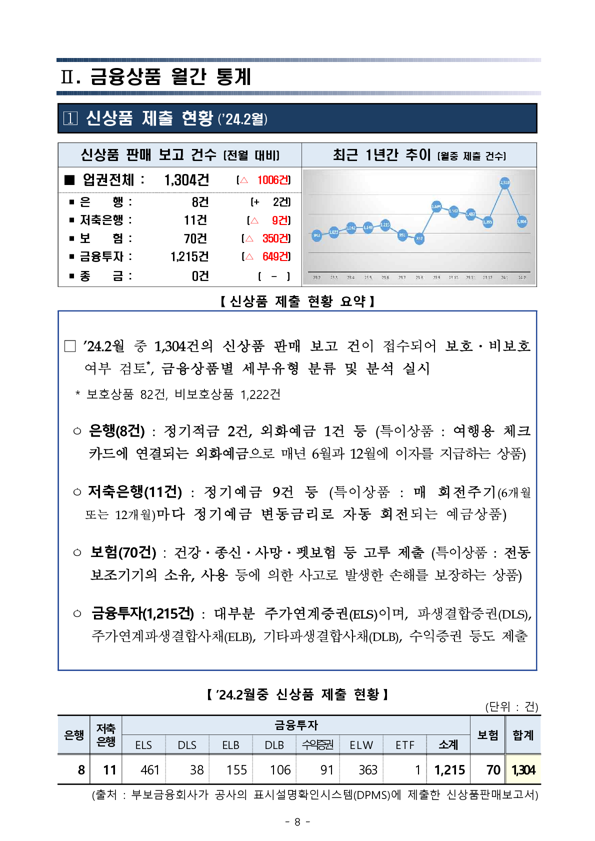 Ⅱ. 금융상품 월간 통계
1 신상품 제출 현황 ('24.2월)
신상품 판매 보고 건수 (전월 대비)
최근 1년간 추이 (월중 제출 건수)
■ 업권전체 : 1,304건 (△ 1006건)
▪ 은 행 : 8건 (+ 2건)
▪ 저축은행 : 11건 (△ 9건)
▪ 보 험 : 70건 (△ 350건)
▪ 금융투자 : 1,215건 (△ 649건)
▪ 종 금 : 0건 ( - )
【 신상품 제출 현황 요약 】
□ '24.2월 중 1,304건의 신상품 판매 보고 건이 접수되어 보호·비보호
여부 검토*, 금융상품별 세부유형 분류 및 분석 실시
* 보호상품 82건, 비보호상품 1,222건
ㅇ 은행(8건) : 정기적금 2건, 외화예금 1건 등 (특이상품 : 여행용 체크
카드에 연결되는 외화예금으로 매년 6월과 12월에 이자를 지급하는 상품)
ㅇ 저축은행(11건) : 정기예금 9건 등 (특이상품 : 매 회전주기(6개월
또는 12개월)마다 정기예금 변동금리로 자동 회전되는 예금상품)
ㅇ 보험(70건) : 건강·종신·사망·펫보험 등 고루 제출 (특이상품 : 전동
보조기기의 소유, 사용 등에 의한 사고로 발생한 손해를 보장하는 상품)
ㅇ 금융투자(1,215건) : 대부분 주가연계증권(ELS)이며, 파생결합증권(DLS),
주가연계파생결합사채(ELB), 기타파생결합사채(DLB), 수익증권 등도 제출
【 '24.2월중 신상품 제출 현황 】
(단위 : 건)
은행 저축은행 금융투자 보험 합계
ELS DLS ELB DLB 수익증권 ELW ETF 소계
8 11 461 38 155 106 91 363 1 1,215 70 1,304
(출처 : 부보금융회사가 공사의 표시설명확인시스템(DPMS)에 제출한 신상품판매보고서)
- 8 -